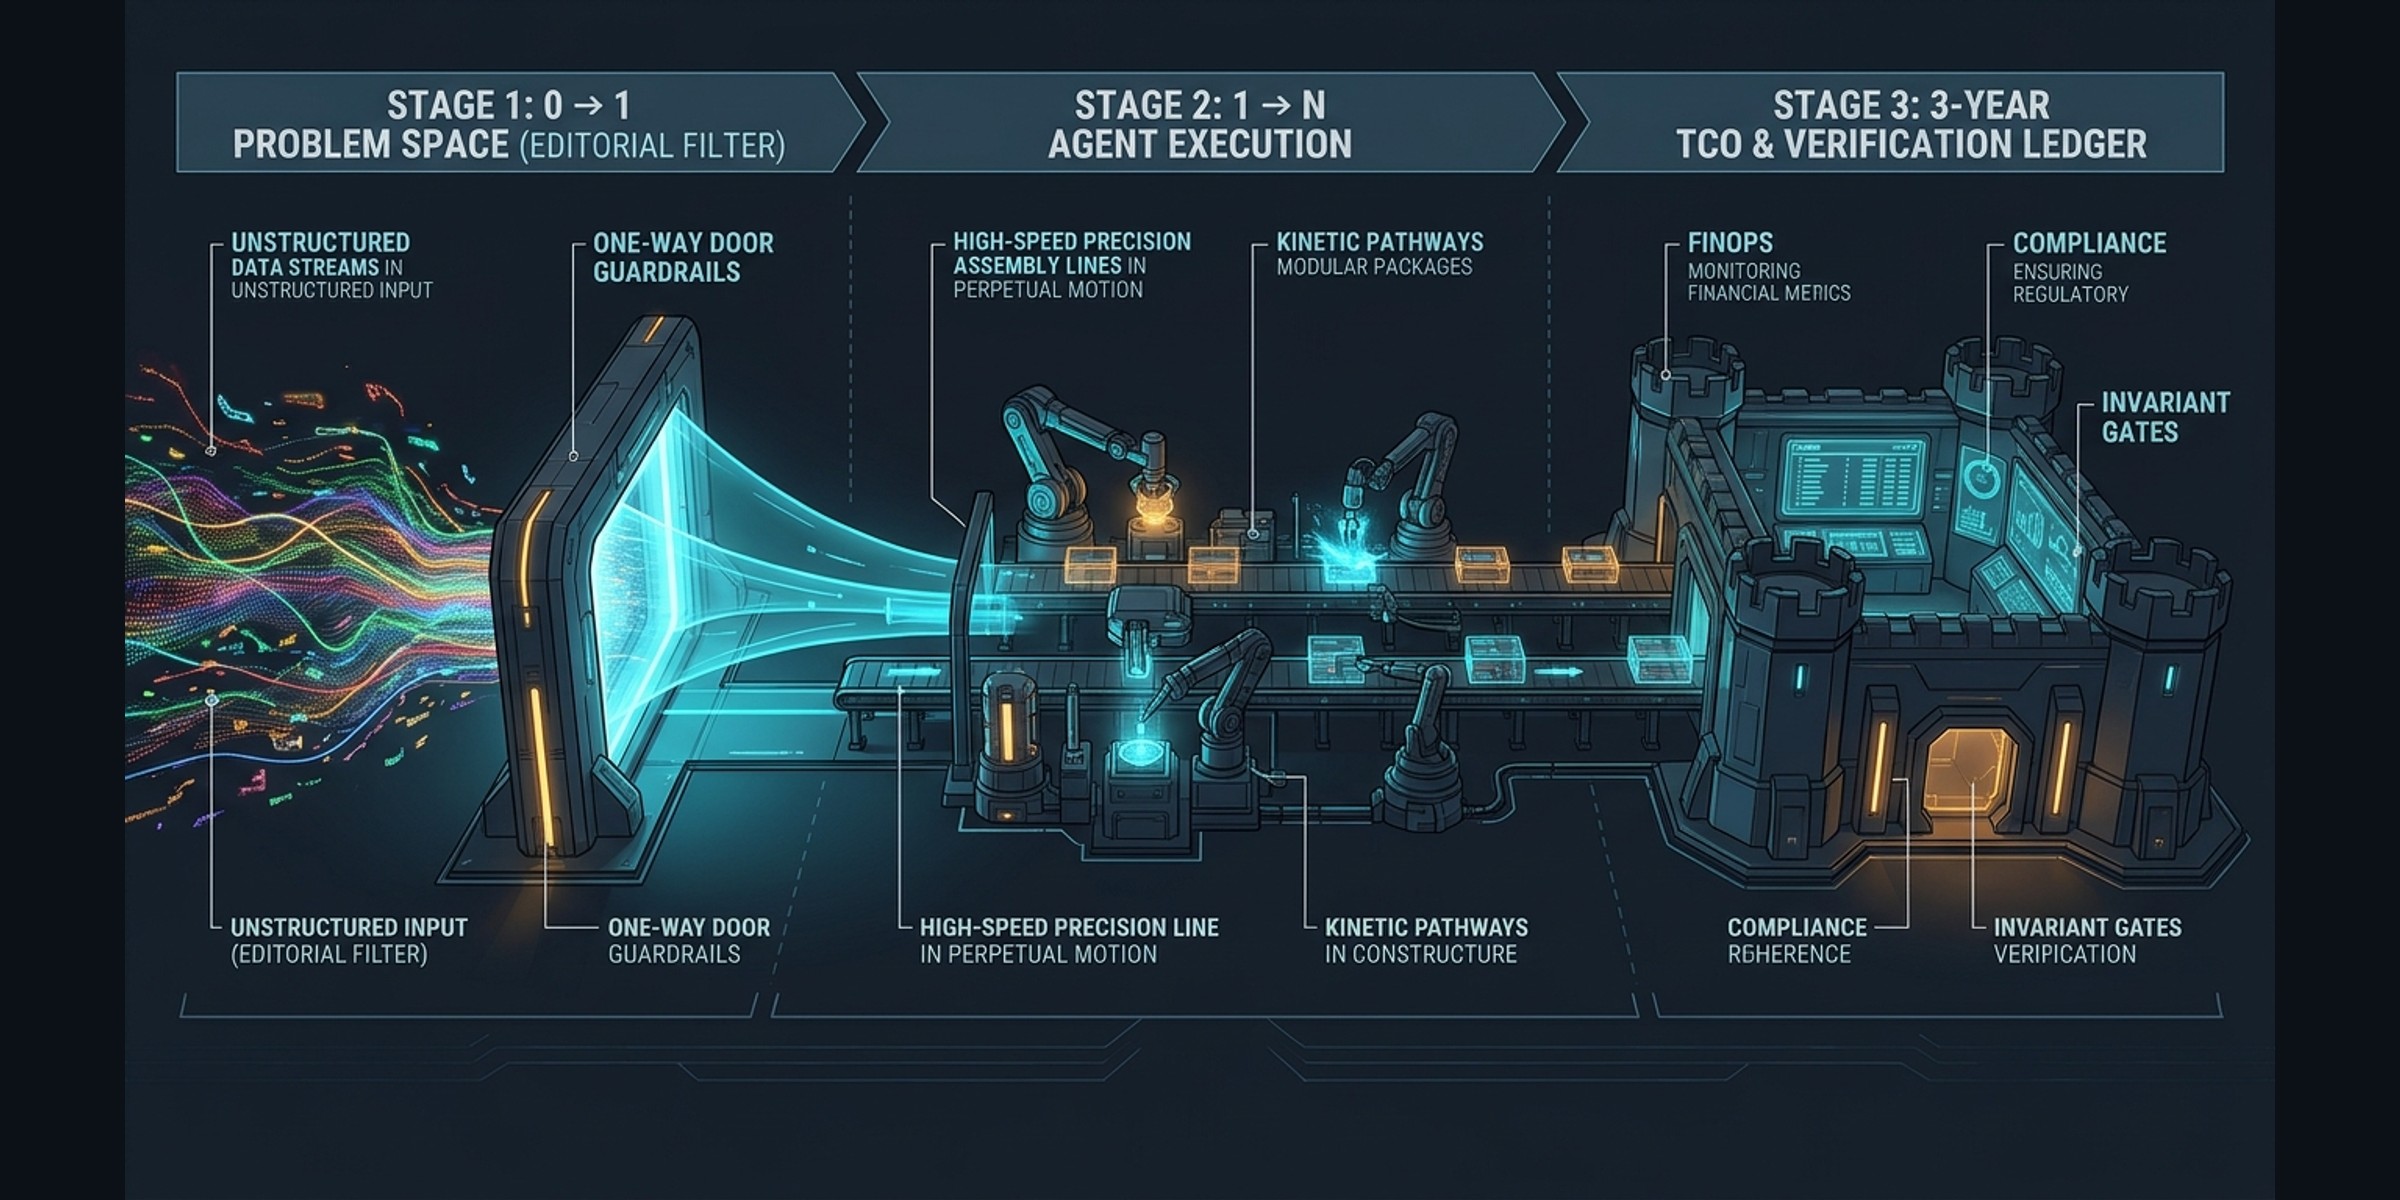 STAGE 1: 0 → 1
PROBLEM SPACE (EDITORIAL FILTER)
STAGE 2: 1 → N
AGENT EXECUTION
STAGE 3: 3-YEAR
TCO & VERIFICATION LEDGER
UNSTRUCTURED
DATA STREAMS IN
UNSTRUCTURED INPUT
ONE-WAY DOOR
GUARDRAILS
HIGH-SPEED PRECISION
ASSEMBLY LINES IN
PERPETUAL MOTION
KINETIC PATHWAYS
MODULAR PACKAGES
FINOPS
MONITORING
FINANCIAL
COMPLIANCE
ENSURING
REGULATORY
INVARIANT
GATES
UNSTRUCTURED INPUT
(EDITORIAL FILTER)
ONE-WAY DOOR
GUARDRAILS
HIGH-SPEED PRECISION LINE
IN PERPETUAL MOTION
KINETIC PATHWAYS
IN CONSTRUCTURE
COMPLIANCE
INVARIANT GATES
VERIPICATION